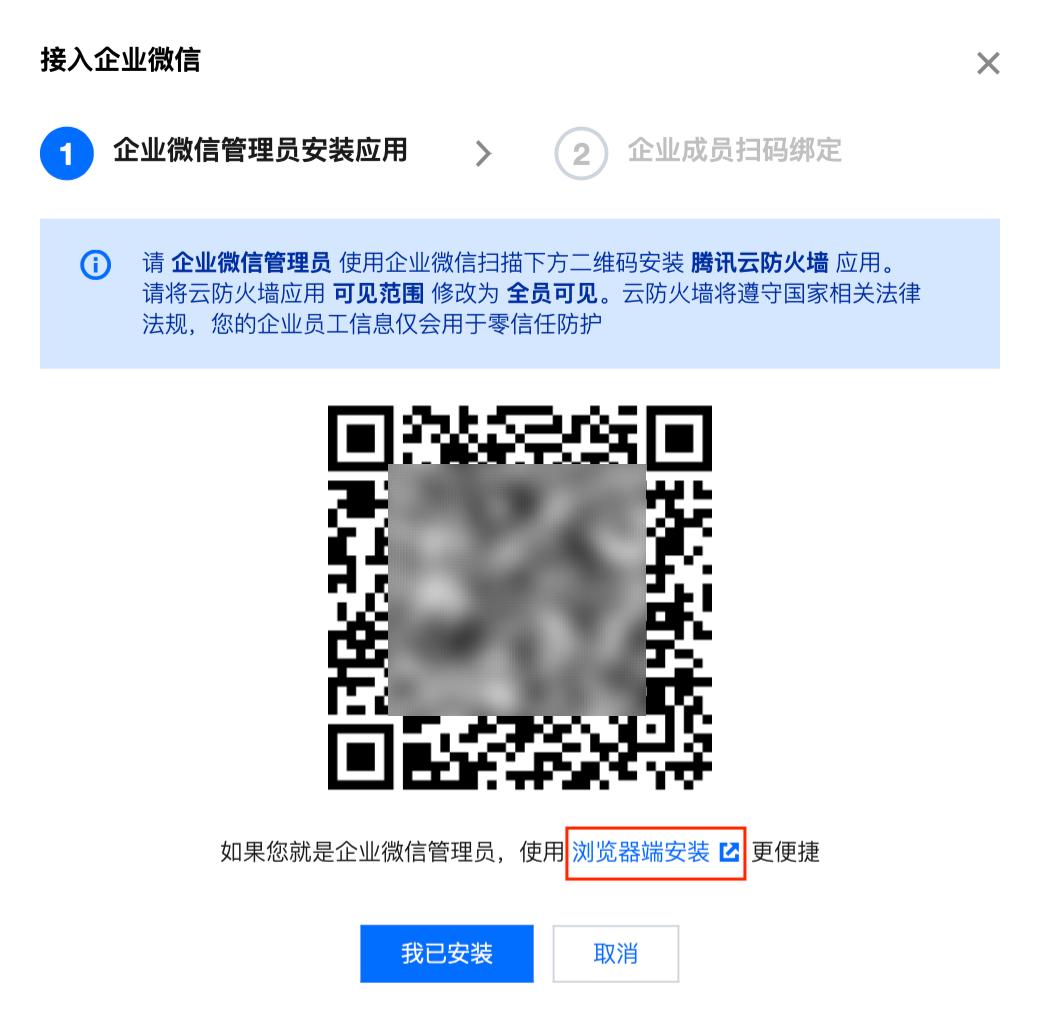 接入企业微信
1 企业微信管理员安装应用
2 企业成员扫码绑定
请 企业微信管理员 使用企业微信扫描下方二维码安装 腾讯云防火墙 应用。
请将云防火墙应用 可见范围 修改为 全员可见。云防火墙将遵守国家相关法律
法规，您的企业员工信息仅会用于零信任防护
如果您就是企业微信管理员，使用 浏览器端安装 更便捷
我已安装
取消